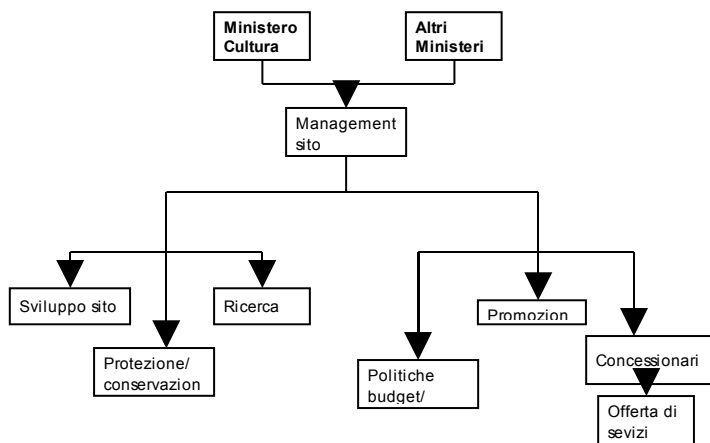 Ministero
Cultura
Altri
Ministeri
Management
sito
Sviluppo sito
Ricerca
Promozion
Protezione/
conservazion
Politiche
budget/
Concessionari
Offerta di
sevizi